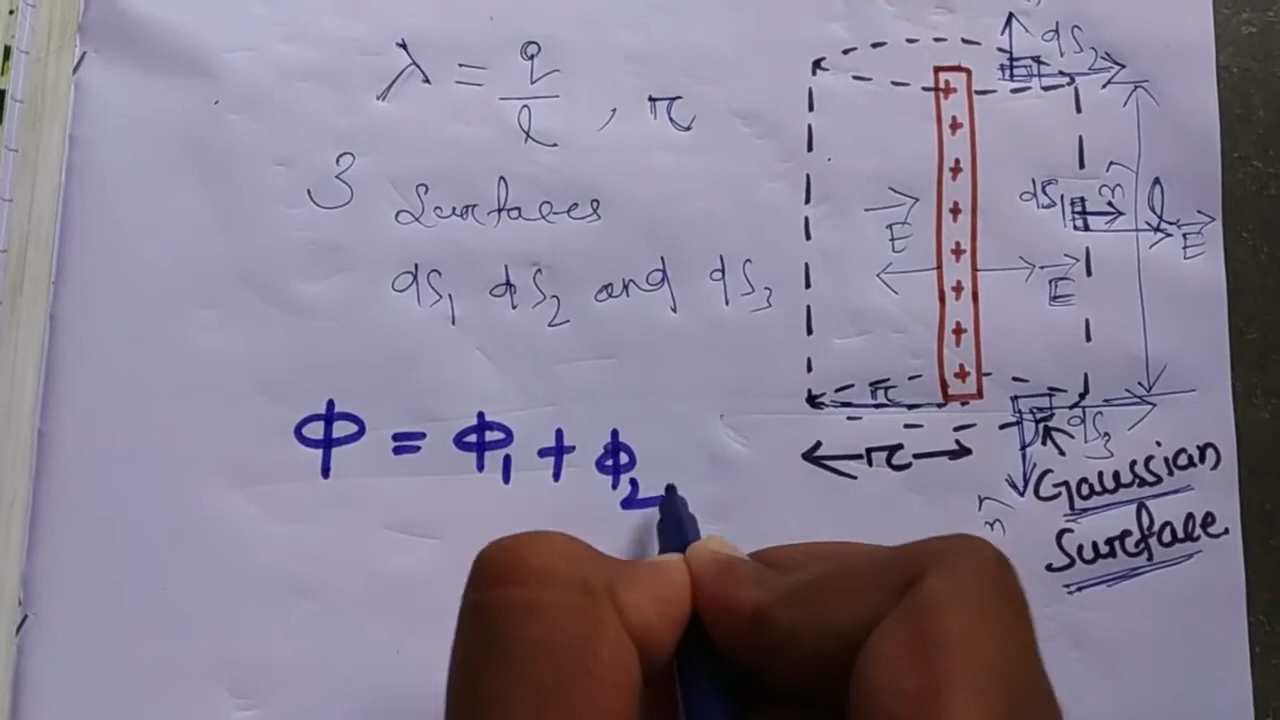 λ = q/l , r
3 Surfaces
dS₁ dS₂ and dS₃
Φ = Φ₁ + Φ₂
dS₂
n
dS₁
l
E
E
E
+ + + + + + + +
r
r
dS₃
n
Gaussian
Surface